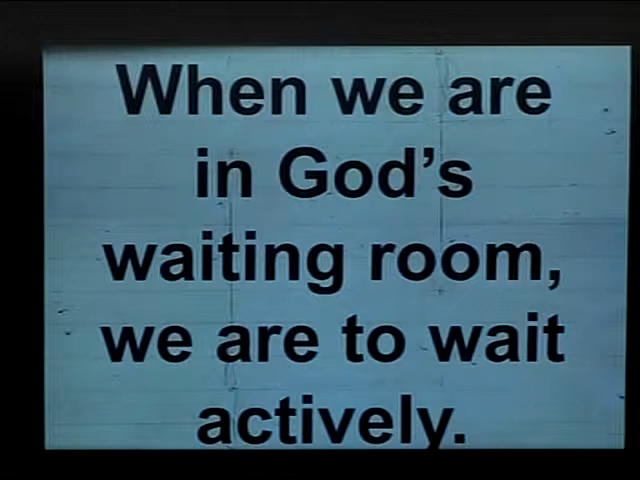 When we are
in God’s
waiting room,
we are to wait
actively.